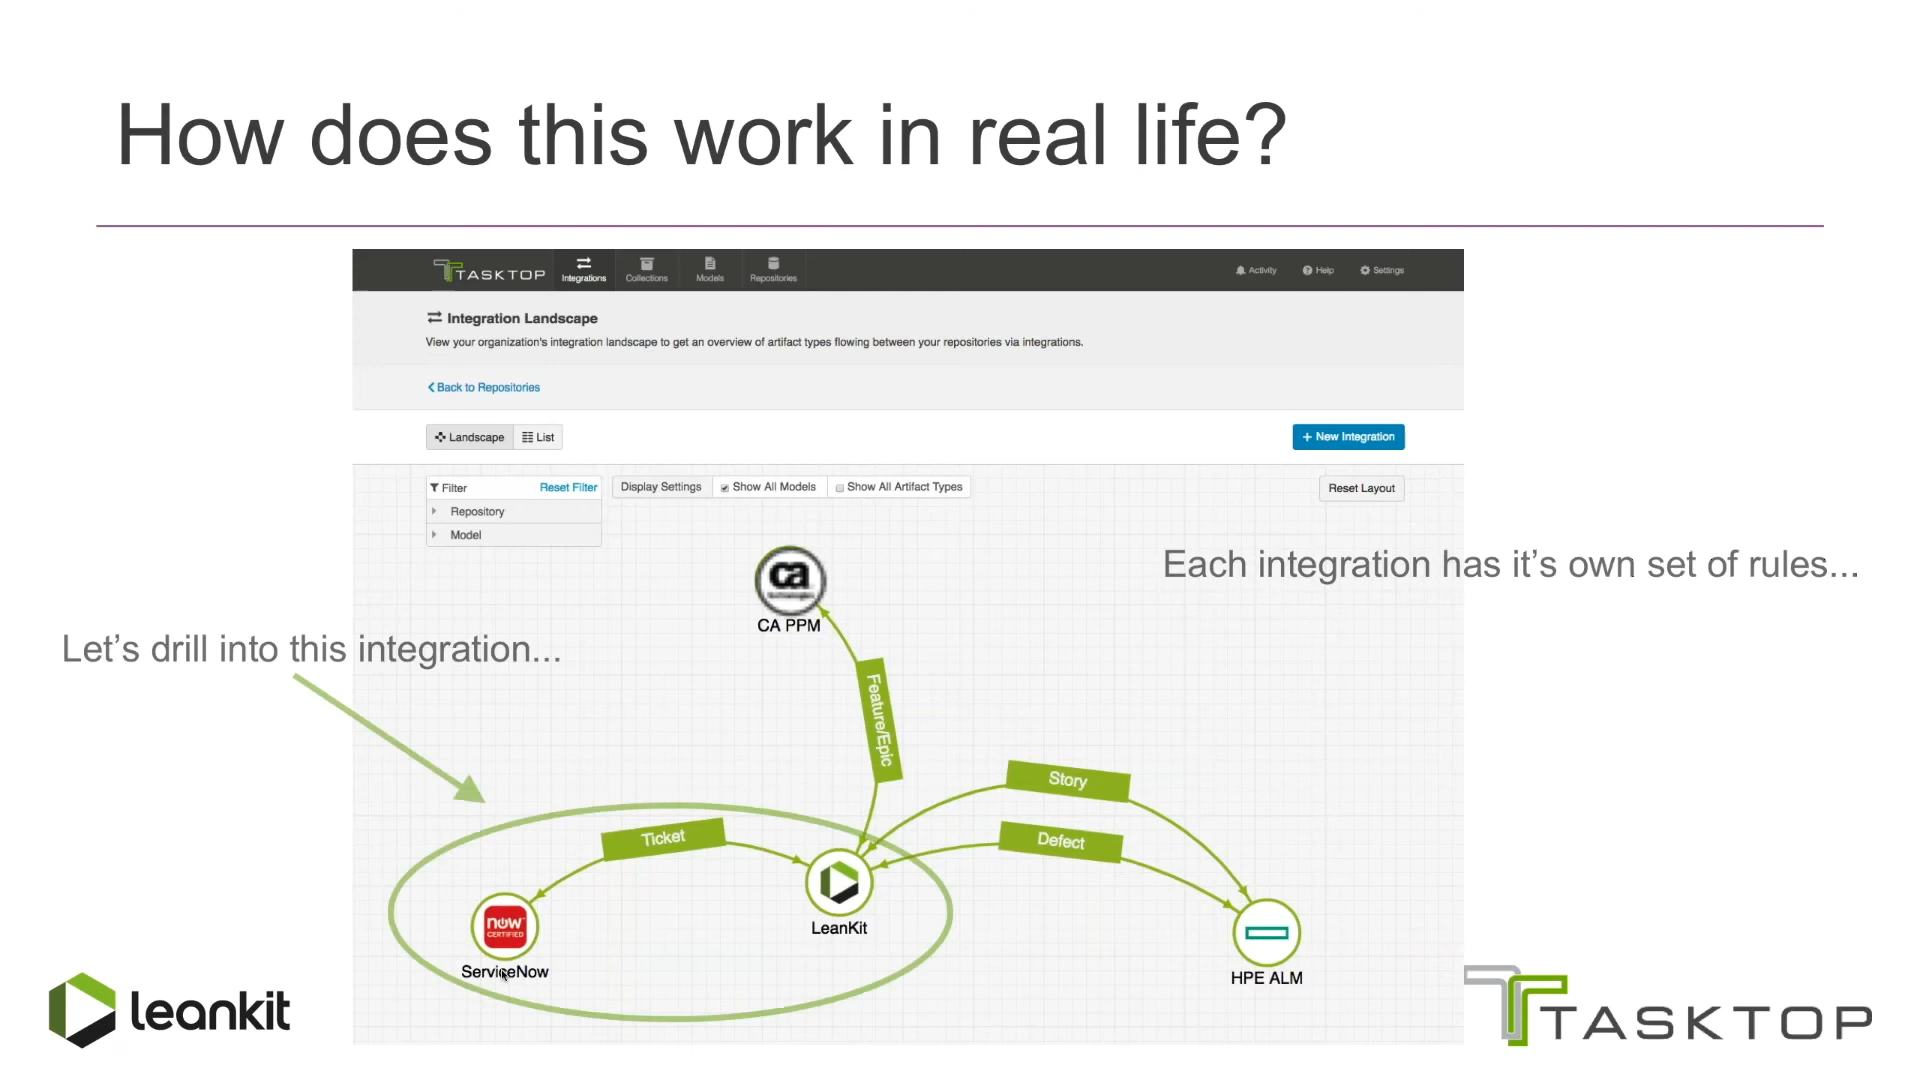 How does this work in real life?
TASKTOP
Integrations
Collections
Models
Repositories
Activity
Help
Settings
Integration Landscape
View your organization's integration landscape to get an overview of artifact types flowing between your repositories via integrations.
Back to Repositories
Landscape
List
+ New Integration
Filter
Reset Filter
Repository
Model
Display Settings
Show All Models
Show All Artifact Types
Reset Layout
ca
CA PPM
Each integration has it's own set of rules...
Let's drill into this integration...
Feature/Epic
Story
Ticket
Defect
now
CERTIFIED
ServiceNow
LeanKit
HPE ALM
leankit
TASKTOP